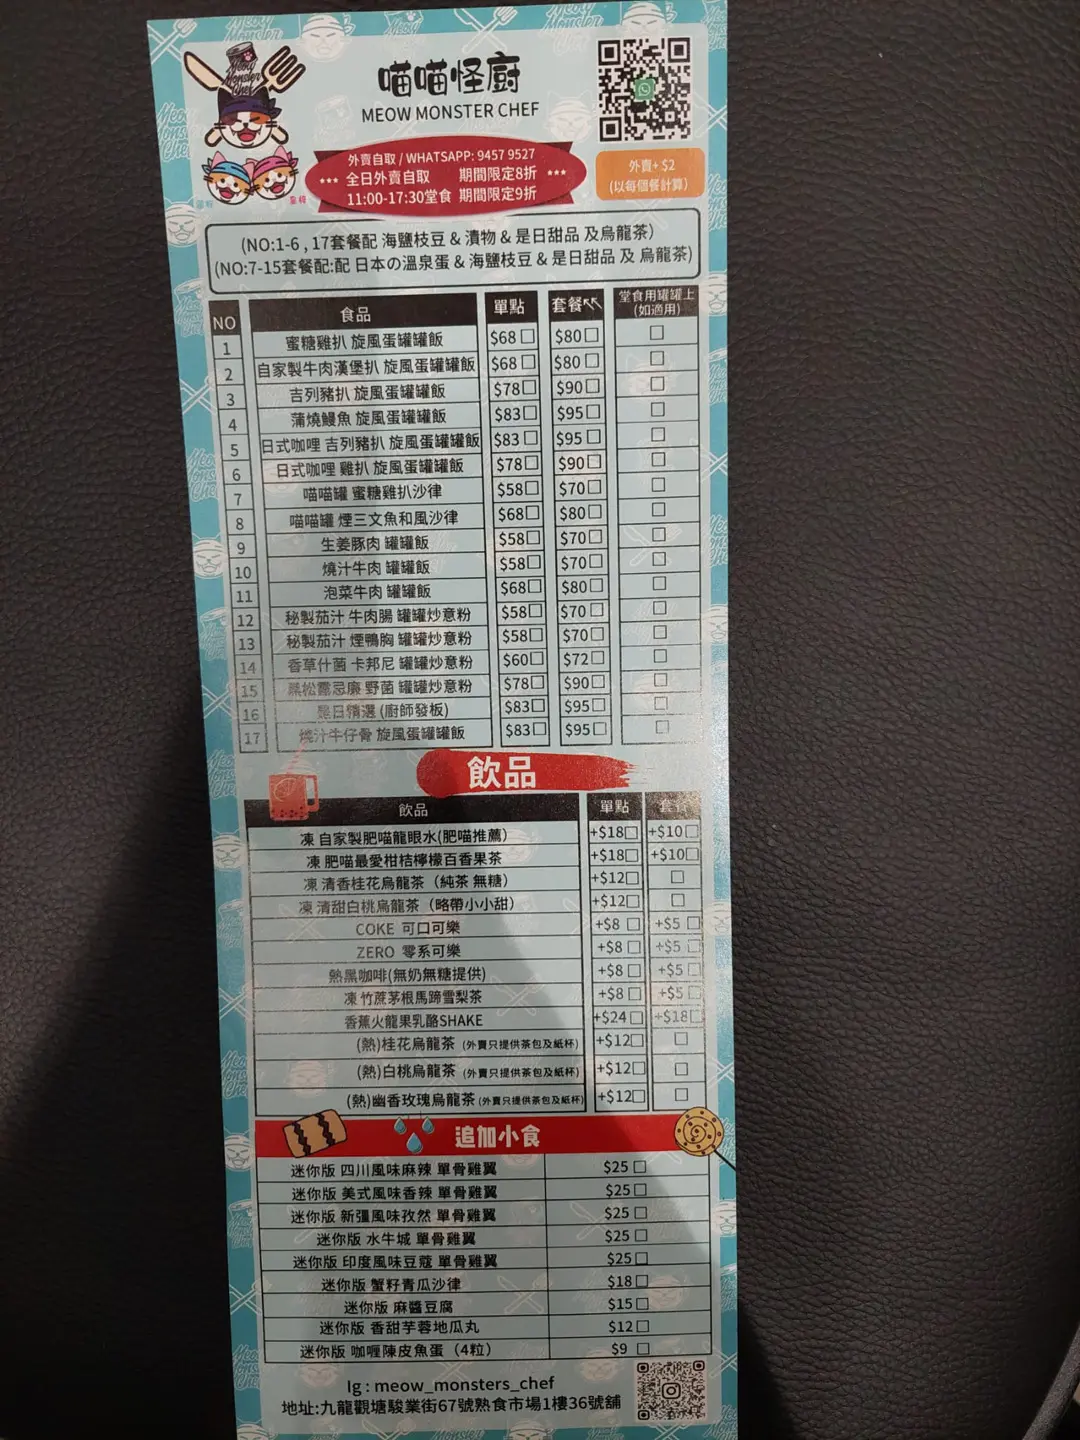 Meow Monster Chef
喵喵怪廚
MEOW MONSTER CHEF
外賣自取 / WHATSAPP: 9457 9527
*** 全日外賣自取 期間限定8折 ***
11:00-17:30堂食 期間限定9折
外賣+ $2
(以每個餐計算)
(NO:1-6 , 17套餐配 海鹽枝豆 & 漬物 & 是日甜品 及烏龍茶)
(NO:7-15套餐配:配 日本の溫泉蛋 & 海鹽枝豆 & 是日甜品 及 烏龍茶)
NO 食品 單點 套餐↖↖ 堂食用罐罐上(如適用)
1 蜜糖雞扒 旋風蛋罐罐飯 $68 □ $80 □ □
2 自家製牛肉漢堡扒 旋風蛋罐罐飯 $68 □ $80 □ □
3 吉列豬扒 旋風蛋罐罐飯 $78 □ $90 □ □
4 蒲燒鰻魚 旋風蛋罐罐飯 $83 □ $95 □ □
5 日式咖哩 吉列豬扒 旋風蛋罐罐飯 $83 □ $95 □ □
6 日式咖哩 雞扒 旋風蛋罐罐飯 $78 □ $90 □ □
7 喵喵罐 蜜糖雞扒沙律 $58 □ $70 □ □
8 喵喵罐 煙三文魚和風沙律 $68 □ $80 □ □
9 生姜豚肉 罐罐飯 $58 □ $70 □ □
10 燒汁牛肉 罐罐飯 $58 □ $70 □ □
11 泡菜牛肉 罐罐飯 $68 □ $80 □ □
12 秘製茄汁 牛肉腸 罐罐炒意粉 $58 □ $70 □ □
13 秘製茄汁 煙鴨胸 罐罐炒意粉 $58 □ $70 □ □
14 香草什菌 卡邦尼 罐罐炒意粉 $60 □ $72 □ □
15 黑松露忌廉 野菌 罐罐炒意粉 $78 □ $90 □ □
16 是日精選 (廚師發板) $83 □ $95 □ □
17 燒汁牛仔骨 旋風蛋罐罐飯 $83 □ $95 □ □
飲品
飲品 單點 套餐
凍 自家製肥喵龍眼水(肥喵推薦) +$18 □ +$10 □
凍 肥喵最愛柑桔檸檬百香果茶 +$18 □ +$10 □
凍 清香桂花烏龍茶 (純茶 無糖) +$12 □ □
凍 清甜白桃烏龍茶 (略帶小小甜) +$12 □ □
COKE 可口可樂 +$8 □ +$5 □
ZERO 零系可樂 +$8 □ +$5 □
熱黑咖啡(無奶無糖提供) +$8 □ +$5 □
凍 竹蔗茅根馬蹄雪梨茶 +$8 □ +$5 □
香蕉火龍果乳酪SHAKE +$24 □ +$18 □
(熱)桂花烏龍茶 (外賣只提供茶包及紙杯) +$12 □ □
(熱)白桃烏龍茶 (外賣只提供茶包及紙杯) +$12 □ □
(熱)幽香玫瑰烏龍茶 (外賣只提供茶包及紙杯) +$12 □ □
追加小食
迷你版 四川風味麻辣 單骨雞翼 $25 □
迷你版 美式風味香辣 單骨雞翼 $25 □
迷你版 新彊風味孜然 單骨雞翼 $25 □
迷你版 水牛城 單骨雞翼 $25 □
迷你版 印度風味豆蔻 單骨雞翼 $25 □
迷你版 蟹籽青瓜沙律 $18 □
迷你版 麻醬豆腐 $15 □
迷你版 香甜芋蓉地瓜丸 $12 □
迷你版 咖喱陳皮魚蛋 (4粒) $9 □
Ig : meow_monsters_chef
地址:九龍觀塘駿業街67號熟食市場1樓36號舖